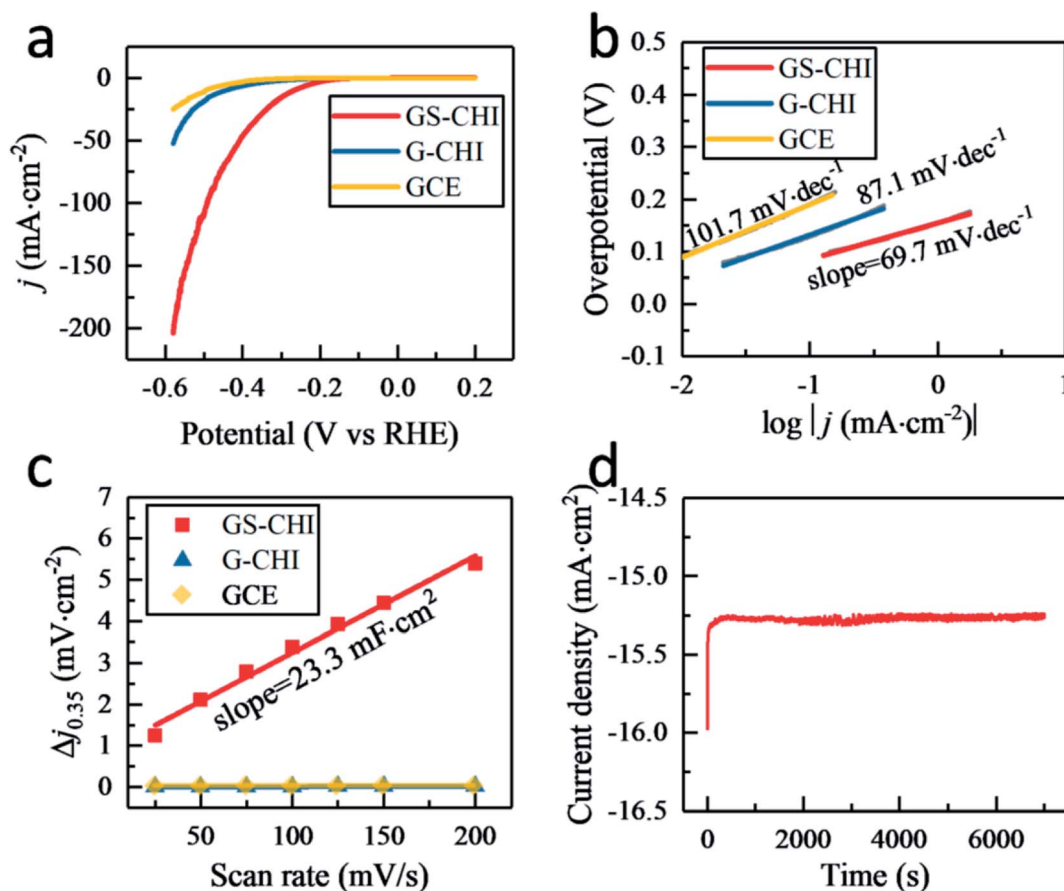 a
0
-50
-100
-150
-200
j (mA·cm⁻²)
GS-CHI
G-CHI
GCE
-0.6 -0.4 -0.2 0.0 0.2
Potential (V vs RHE)
b
0.5
0.4
0.3
0.2
0.1
0.0
-0.1
Overpotential (V)
GS-CHI
G-CHI
GCE
101.7 mV·dec⁻¹
87.1 mV·dec⁻¹
slope=69.7 mV·dec⁻¹
-2 -1 0 1
log |j (mA·cm⁻²)|
c
7
6
5
4
3
2
1
0
Δj0.35 (mV·cm⁻²)
GS-CHI
G-CHI
GCE
slope=23.3 mF·cm²
50 100 150 200
Scan rate (mV/s)
d
-14.5
-15.0
-15.5
-16.0
-16.5
Current density (mA·cm²)
0 2000 4000 6000
Time (s)